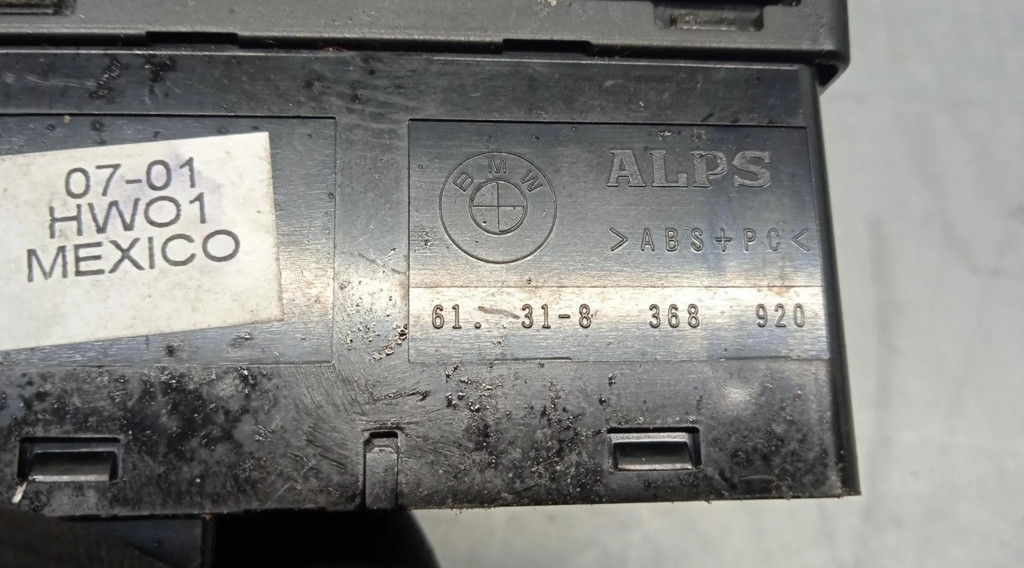 07-01
HW01
MEXICO
BMW
ALPS
>ABS+PC<
61. 31-8 368 920